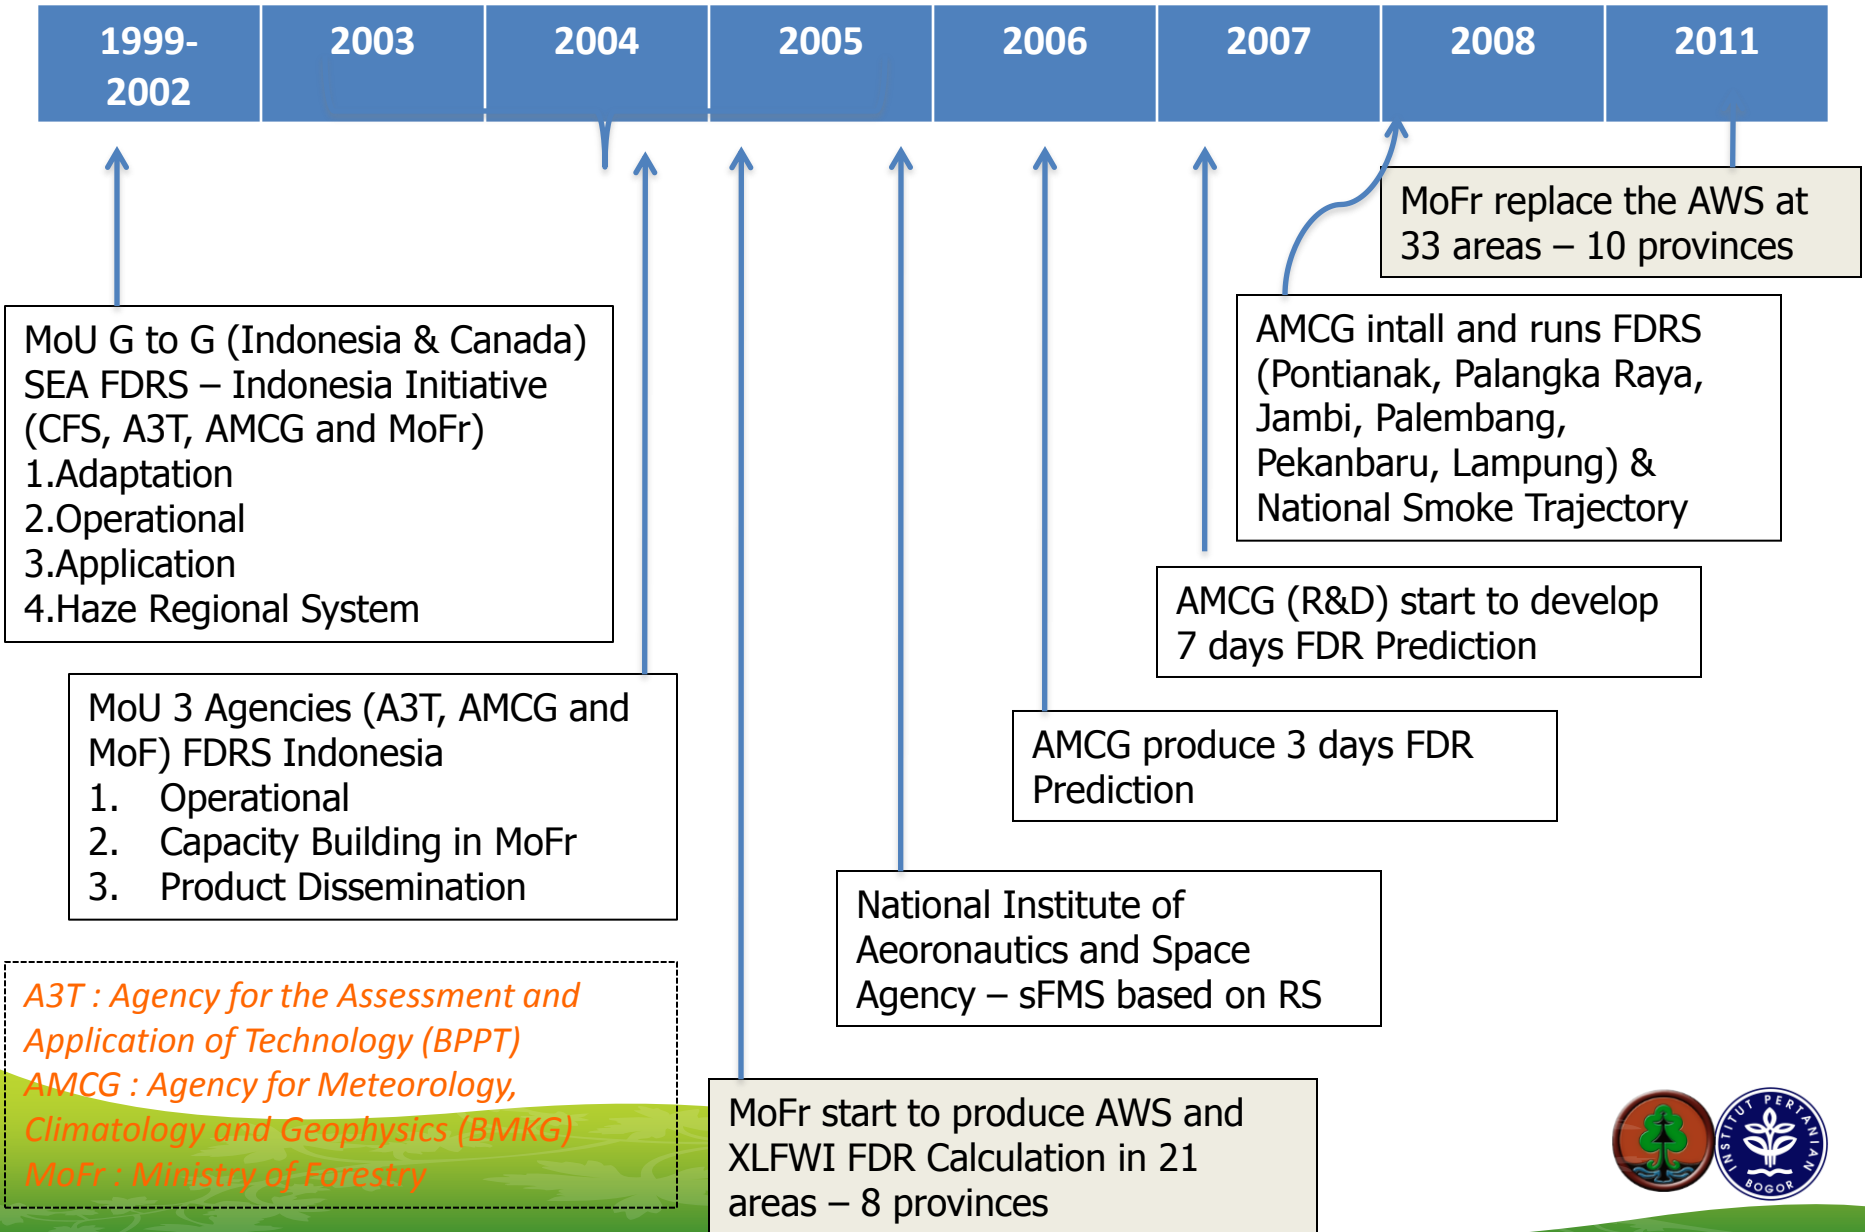 1999-
2002
2003
2004
2005
2006
2007
2008
2011
MoFr replace the AWS at
33 areas – 10 provinces
AMCG intall and runs FDRS
(Pontianak, Palangka Raya,
Jambi, Palembang,
Pekanbaru, Lampung) &
National Smoke Trajectory
MoU G to G (Indonesia & Canada)
SEA FDRS – Indonesia Initiative
(CFS, A3T, AMCG and MoFr)
1.Adaptation
2.Operational
3.Application
4.Haze Regional System
AMCG (R&D) start to develop
7 days FDR Prediction
MoU 3 Agencies (A3T, AMCG and
MoF) FDRS Indonesia
1. Operational
2. Capacity Building in MoFr
3. Product Dissemination
AMCG produce 3 days FDR
Prediction
National Institute of
Aeoronautics and Space
Agency – sFMS based on RS
A3T : Agency for the Assessment and
Application of Technology (BPPT)
AMCG : Agency for Meteorology,
Climatology and Geophysics (BMKG)
MoFr : Ministry of Forestry
MoFr start to produce AWS and
XLFWI FDR Calculation in 21
areas – 8 provinces
INSTITUT PERTANIAN
BOGOR